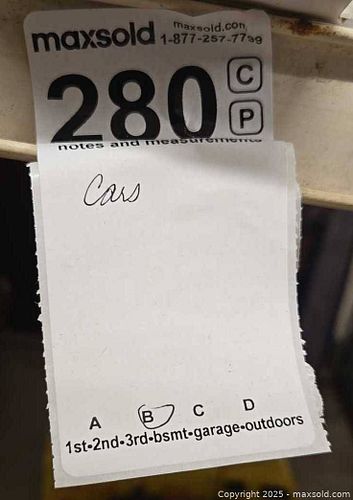 maxsold maxsold.com
1-877-257-7799
280 C
P
notes and measurements
Cars
A B C D
1st•2nd•3rd•bsmt•garage•outdoors
Copyright 2025 - maxsold.com